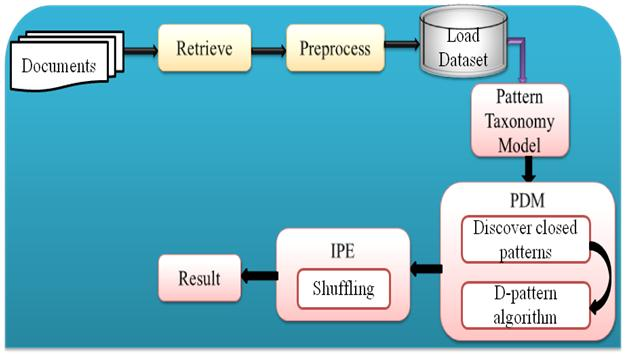 Documents
Retrieve
Preprocess
Load
Dataset
Pattern
Taxonomy
Model
PDM
Discover closed
patterns
D-pattern
algorithm
IPE
Shuffling
Result